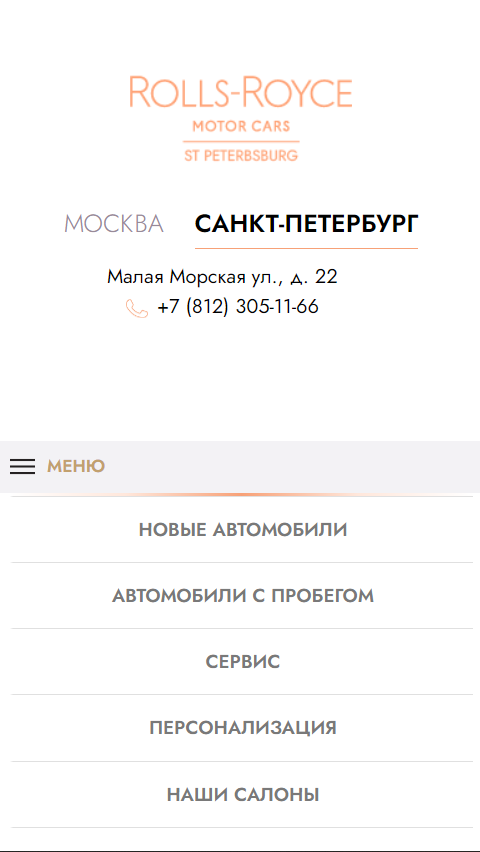 ROLLS-ROYCE
MOTOR CARS
ST PETERBSBURG
МОСКВА САНКТ-ПЕТЕРБУРГ
Малая Морская ул., д. 22
+7 (812) 305-11-66
МЕНЮ
НОВЫЕ АВТОМОБИЛИ
АВТОМОБИЛИ С ПРОБЕГОМ
СЕРВИС
ПЕРСОНАЛИЗАЦИЯ
НАШИ САЛОНЫ